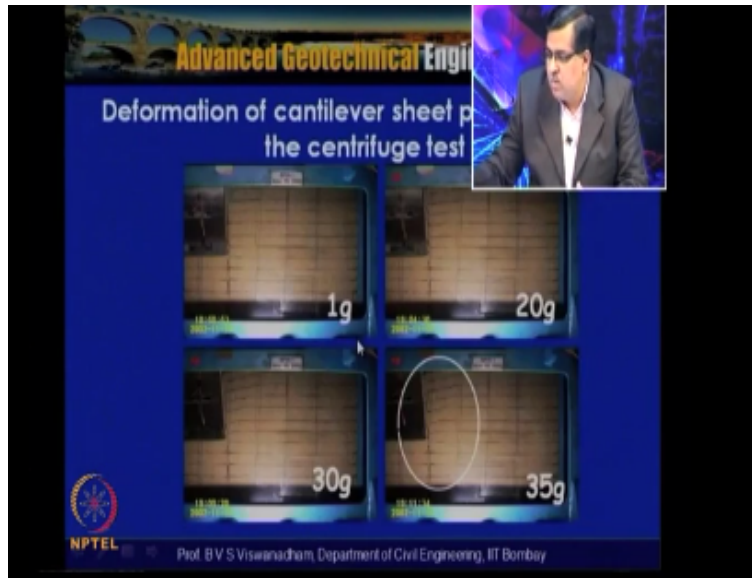 Advanced Geotechnical Engi
Deformation of cantilever sheet p
the centrifuge test
1g
20g
30g
35g
NPTEL
Prof. B V S Viswanadham, Department of Civil Engineering, IIT Bombay